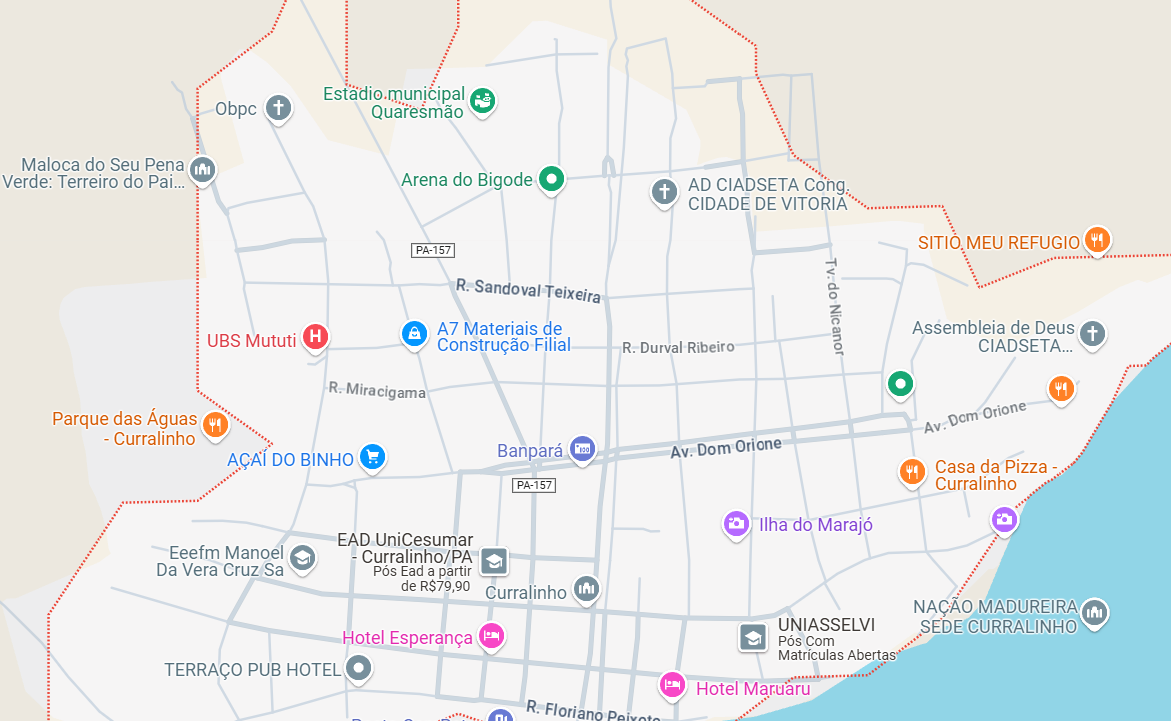 Estadio municipal
Quaresmão
Obpc
Maloca do Seu Pena
Verde: Terreiro do Pai...
Arena do Bigode
AD CIADSETA Cong.
CIDADE DE VITORIA
SITIO MEU REFUGIO
PA-157
R. Sandoval Teixeira
Tv. do Nicanor
UBS Mututi
A7 Materiais de
Construção Filial
R. Durval Ribeiro
Assembleia de Deus
CIADSETA...
R. Miracigama
Parque das Águas
- Curralinho
Av. Dom Orione
Av. Dom Orione
Banpará
AÇAÍ DO BINHO
PA-157
Casa da Pizza -
Curralinho
Ilha do Marajó
EAD UniCesumar
- Curralinho/PA
Pós Ead a partir
de R$79,90
Eeefm Manoel
Da Vera Cruz Sa
Curralinho
NAÇÃO MADUREIRA
SEDE CURRALINHO
UNIASSELVI
Pós Com
Matrículas Abertas
Hotel Esperança
TERRAÇO PUB HOTEL
Hotel Maruaru
R. Floriano Peixoto